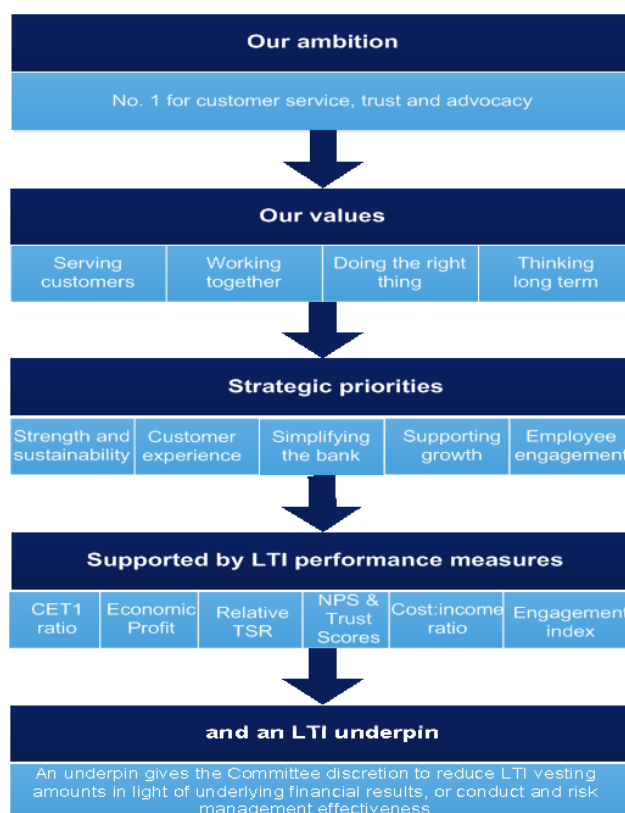 Our ambition
No. 1 for customer service, trust and advocacy
Our values
Serving customers
Working together
Doing the right thing
Thinking long term
Strategic priorities
Strength and sustainability
Customer experience
Simplifying the bank
Supporting growth
Employee engagement
Supported by LTI performance measures
CET1 ratio
Economic Profit
Relative TSR
NPS & Trust Scores
Cost:income ratio
Engagement index
and an LTI underpin
An underpin gives the Committee discretion to reduce LTI vesting
amounts in light of underlying financial results, or conduct and risk
management effectiveness